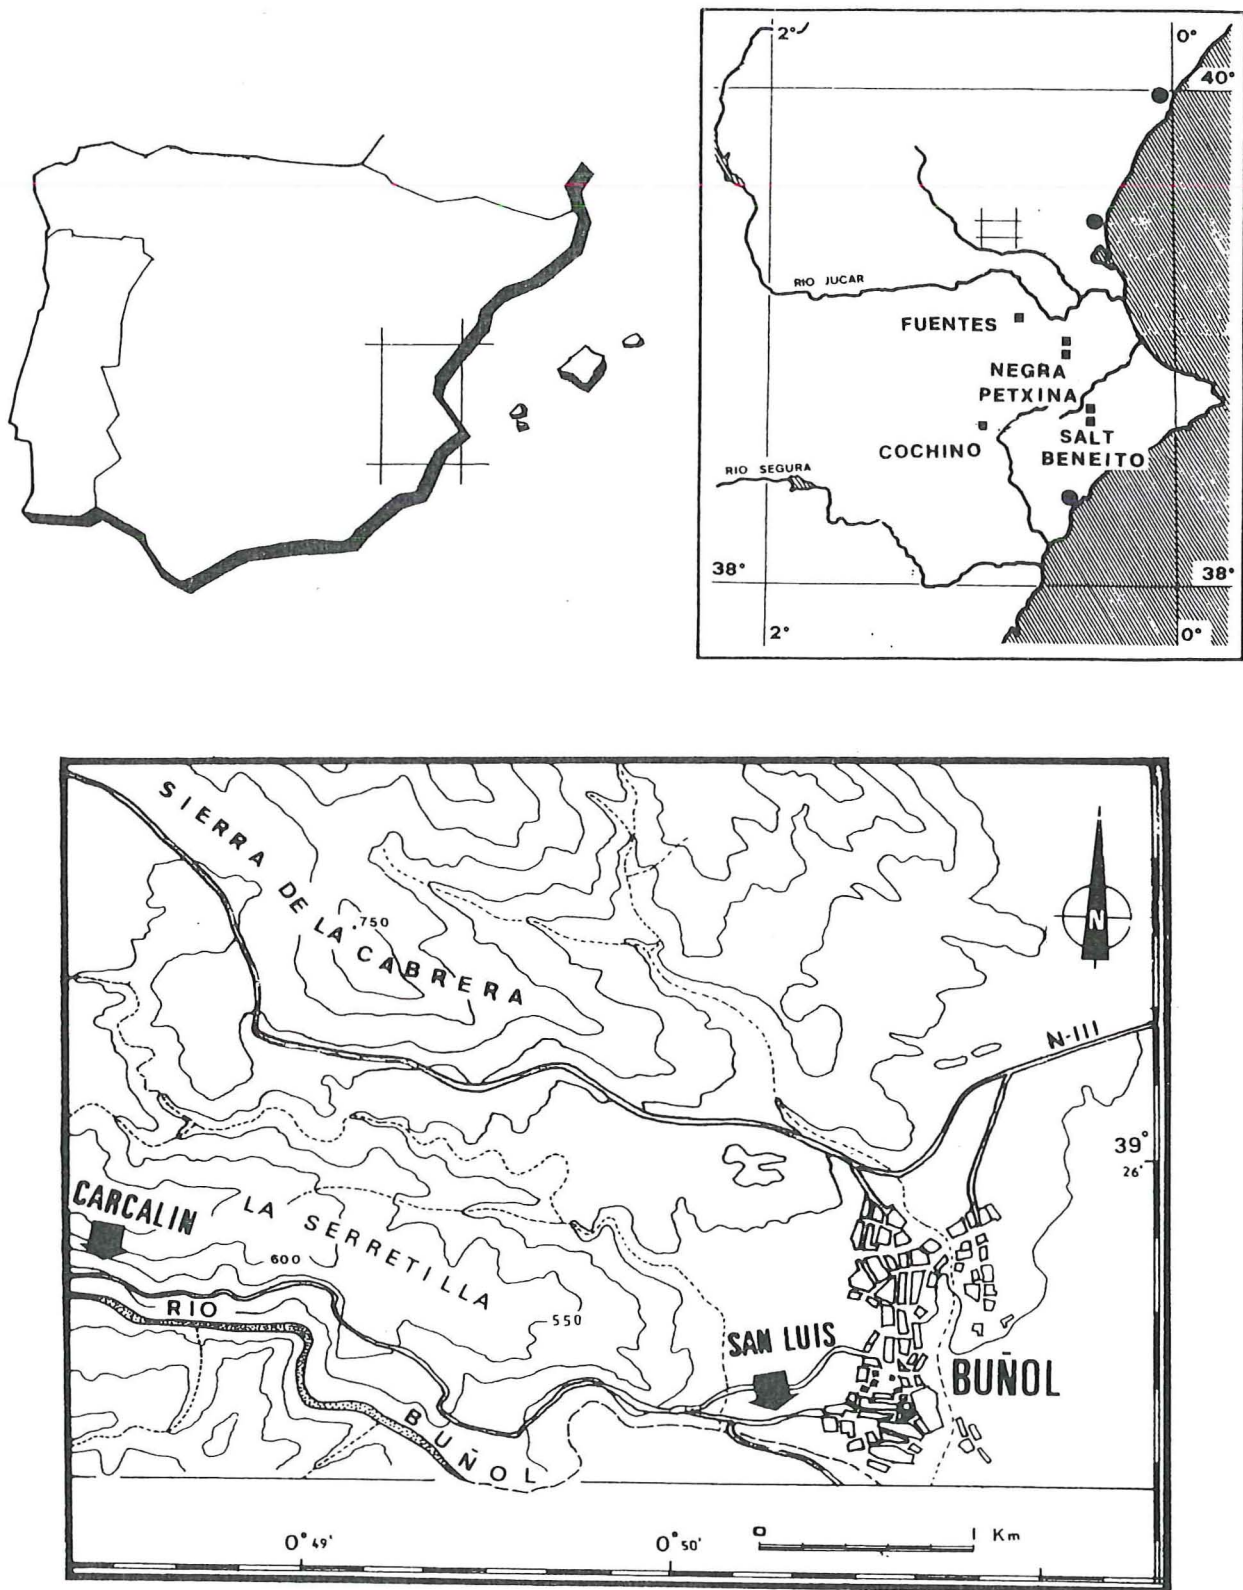 2°
0°
40°
RIO JUCAR
FUENTES
NEGRA
PETXINA
COCHINO
SALT
BENEITO
RIO SEGURA
38°
38°
2°
0°
SIERRA DE LA CABRERA
750
N
N-III
39°
26'
CARCALIN
LA SERRETILLA
600
RIO
550
SAN LUIS
BUÑOL
BUÑOL
0° 49'
0° 50'
0 1 Km